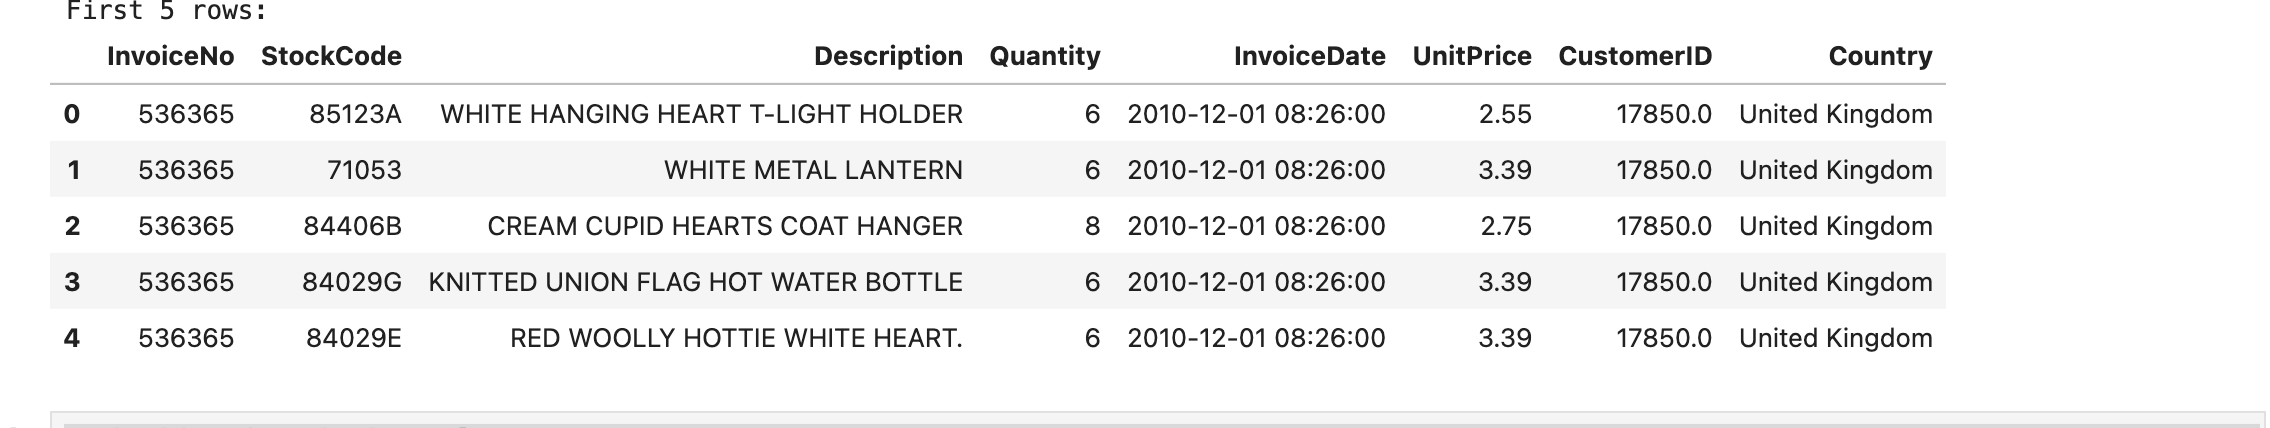 First 5 rows:
InvoiceNo StockCode Description Quantity InvoiceDate UnitPrice CustomerID Country
0 536365 85123A WHITE HANGING HEART T-LIGHT HOLDER 6 2010-12-01 08:26:00 2.55 17850.0 United Kingdom
1 536365 71053 WHITE METAL LANTERN 6 2010-12-01 08:26:00 3.39 17850.0 United Kingdom
2 536365 84406B CREAM CUPID HEARTS COAT HANGER 8 2010-12-01 08:26:00 2.75 17850.0 United Kingdom
3 536365 84029G KNITTED UNION FLAG HOT WATER BOTTLE 6 2010-12-01 08:26:00 3.39 17850.0 United Kingdom
4 536365 84029E RED WOOLLY HOTTIE WHITE HEART. 6 2010-12-01 08:26:00 3.39 17850.0 United Kingdom